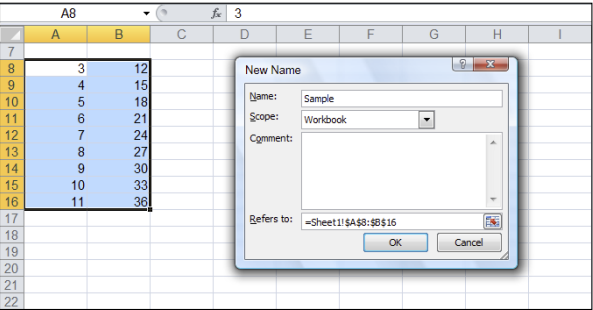 A8 fx 3
A B C D E F G H I
7
8 3 12
9 4 15
10 5 18
11 6 21
12 7 24
13 8 27
14 9 30
15 10 33
16 11 36
17
18
19
20
21
22
New Name
Name: Sample
Scope: Workbook
Comment:
Refers to: =Sheet1!$A$8:$B$16
OK Cancel